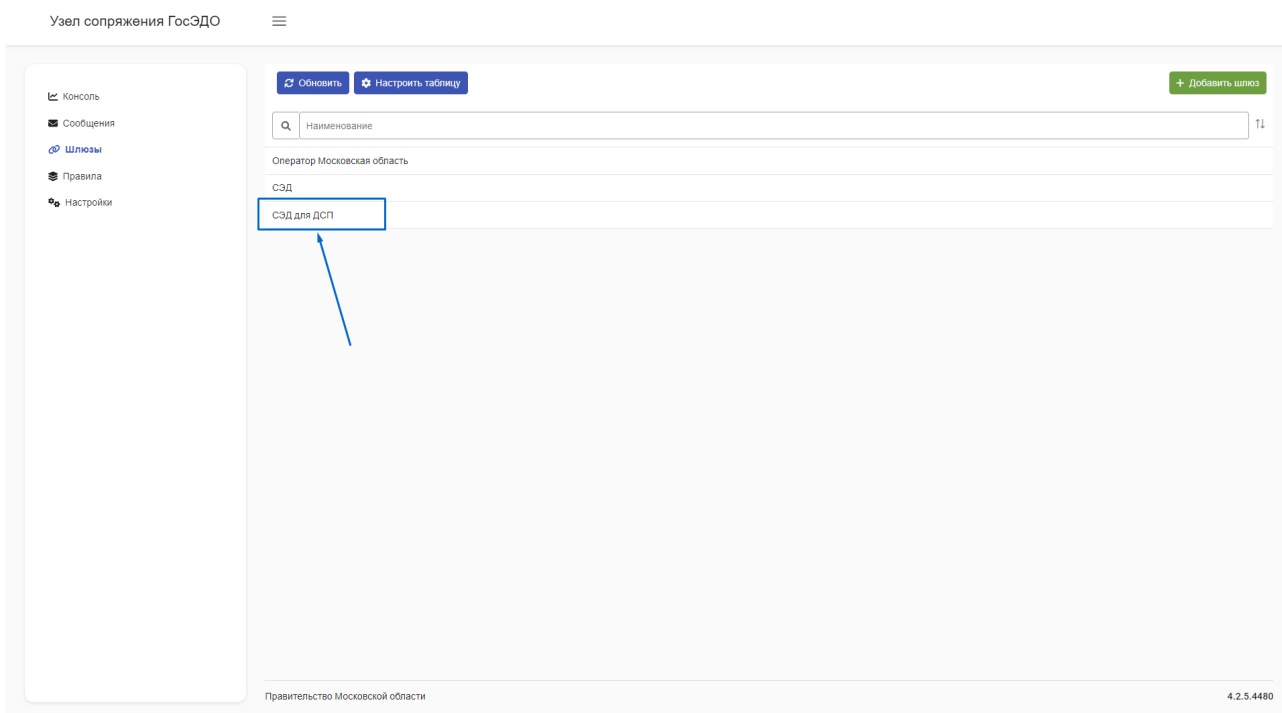 Узел сопряжения ГосЭДО
Консоль
Сообщения
Шлюзы
Правила
Настройки
Обновить
Настроить таблицу
Добавить шлюз
Наименование
Оператор Московская область
СЭД
СЭД для ДСП
Правительство Московской области
4.2.5.4480